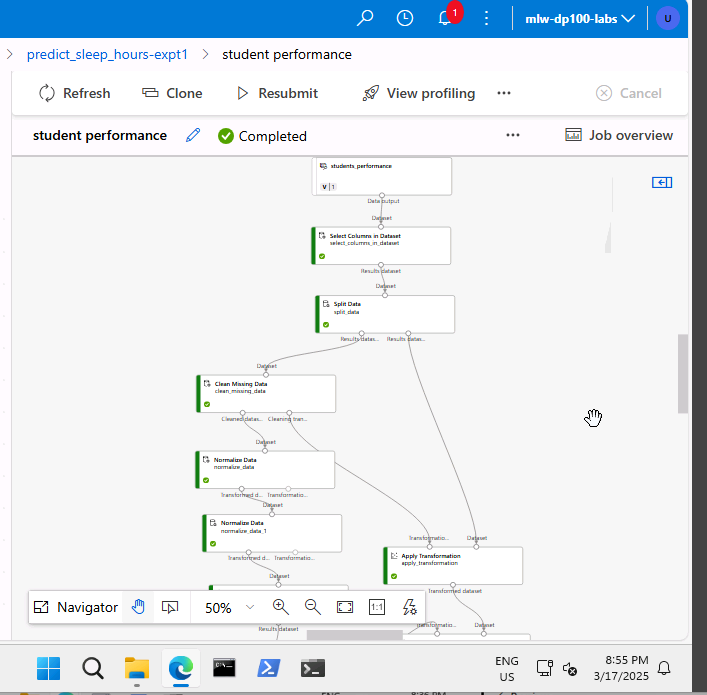 1
mlw-dp100-labs
U
predict_sleep_hours-expt1 > student performance
Refresh Clone Resubmit View profiling ... Cancel
student performance Completed ... Job overview
students_performance
v | 1
Data output
Dataset
Select Columns in Dataset
select_columns_in_dataset
Results dataset
Dataset
Split Data
split_data
Results datas... Results datas...
Dataset
Clean Missing Data
clean_missing_data
Cleaned datas... Cleaning tran...
Dataset
Normalize Data
normalize_data
Transformed d... Transformatio...
Dataset
Normalize Data
normalize_data_1
Transformed d... Transformatio...
Dataset
Transformatio... Dataset
Apply Transformation
apply_transformation
Transformed dataset
Navigator 50% 1:1
Results dataset
Dataset
ENG
US
8:55 PM
3/17/2025